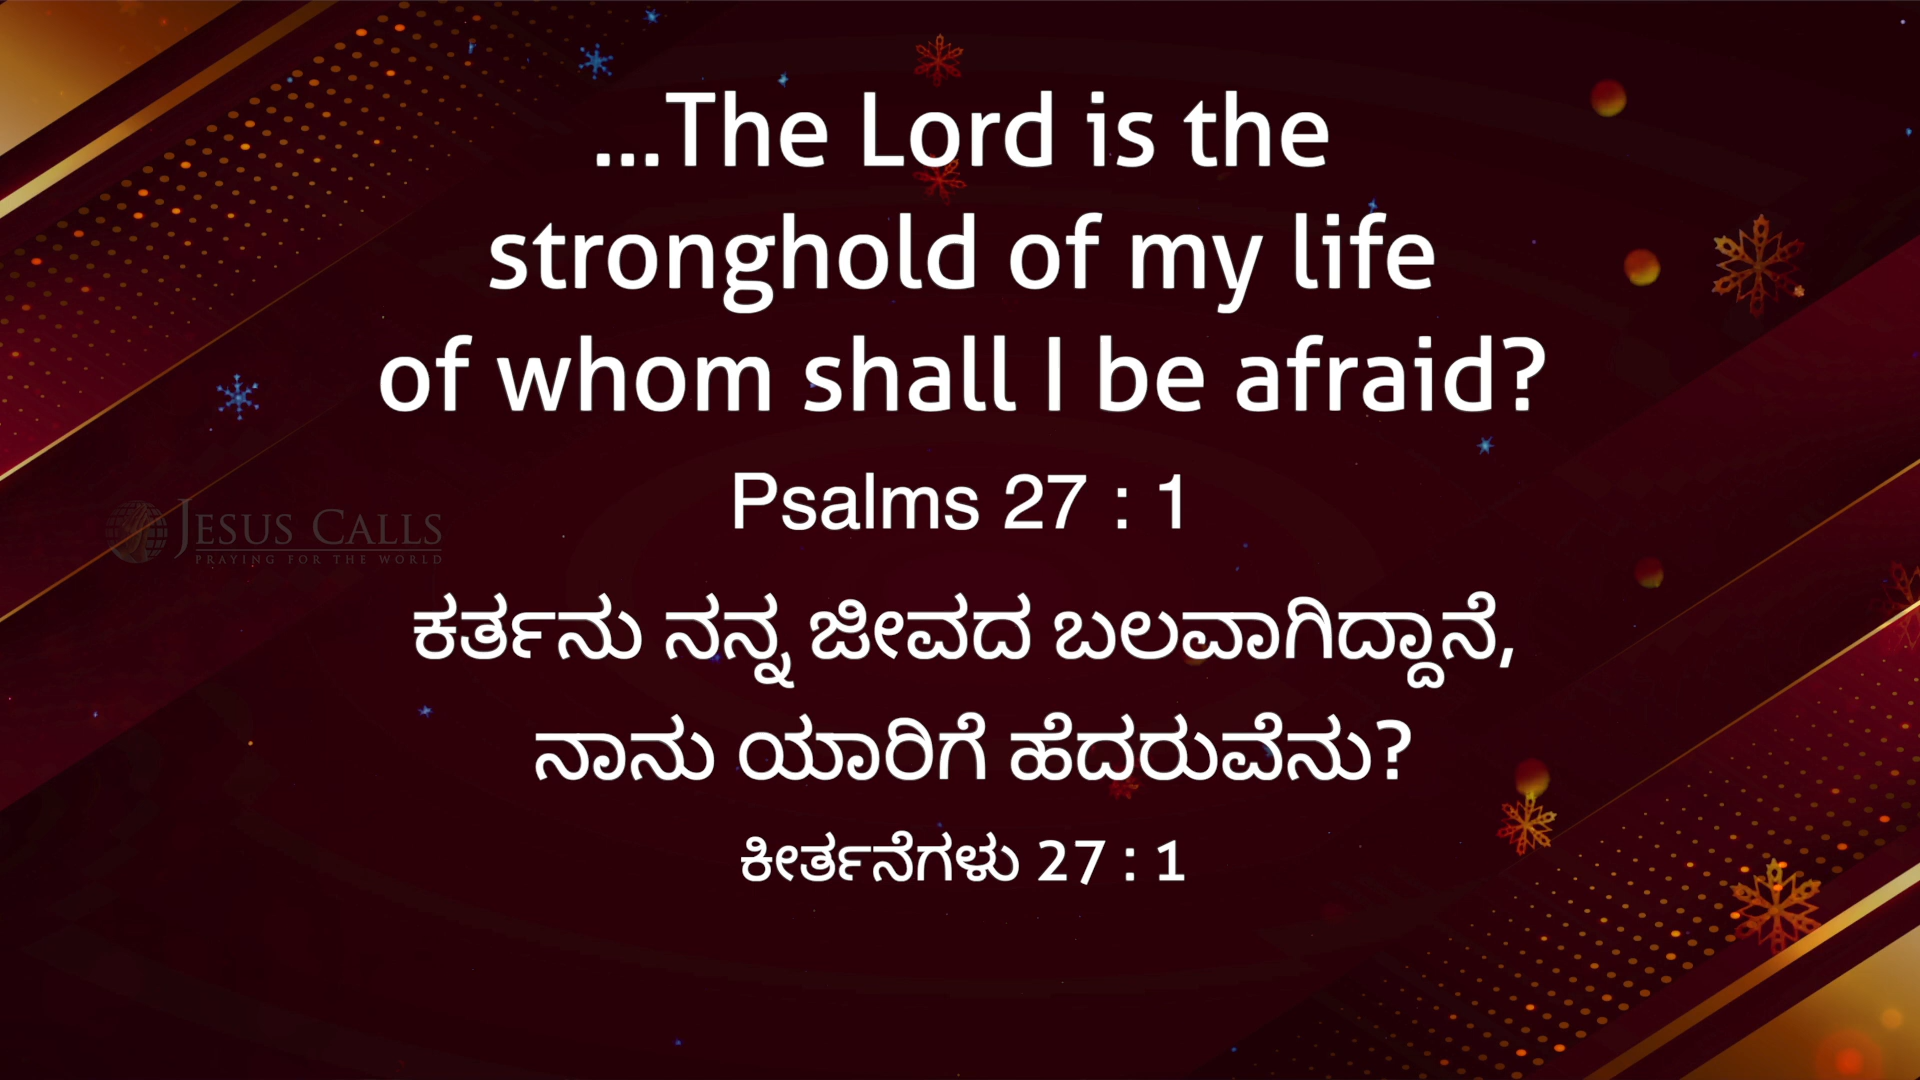 ...The Lord is the
stronghold of my life
of whom shall I be afraid?
Psalms 27 : 1
JESUS CALLS
PRAYING FOR THE WORLD
ಕರ್ತನು ನನ್ನ ಜೀವದ ಬಲವಾಗಿದ್ದಾನೆ,
ನಾನು ಯಾರಿಗೆ ಹೆದರುವೆನು?
ಕೀರ್ತನೆಗಳು 27 : 1